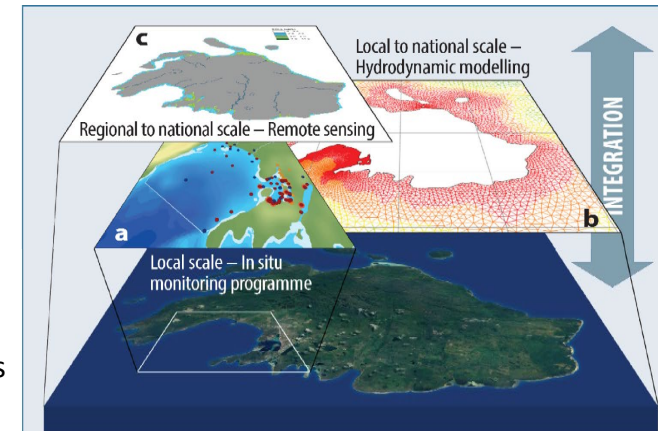 c
Local to national scale –
Hydrodynamic modelling
Regional to national scale – Remote sensing
INTEGRATION
a
b
Local scale – In situ
monitoring programme
s